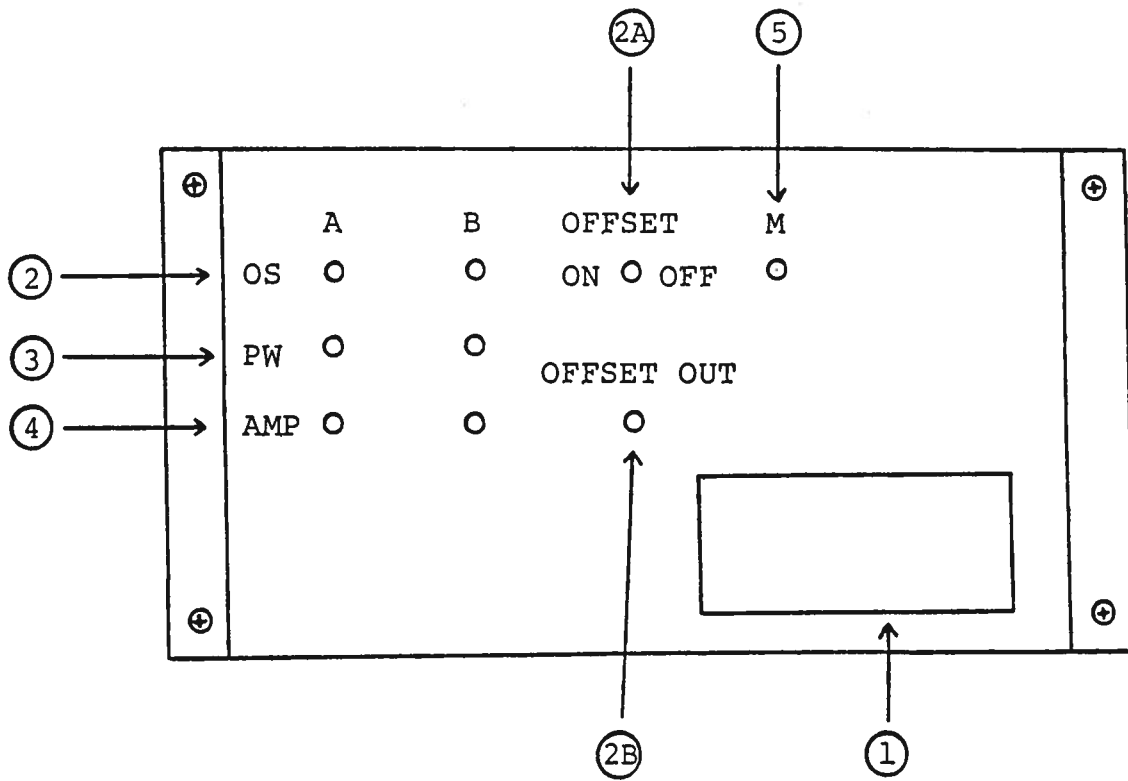 2A 5
A B OFFSET M
2 OS ON OFF
3 PW
OFFSET OUT
4 AMP
2B 1